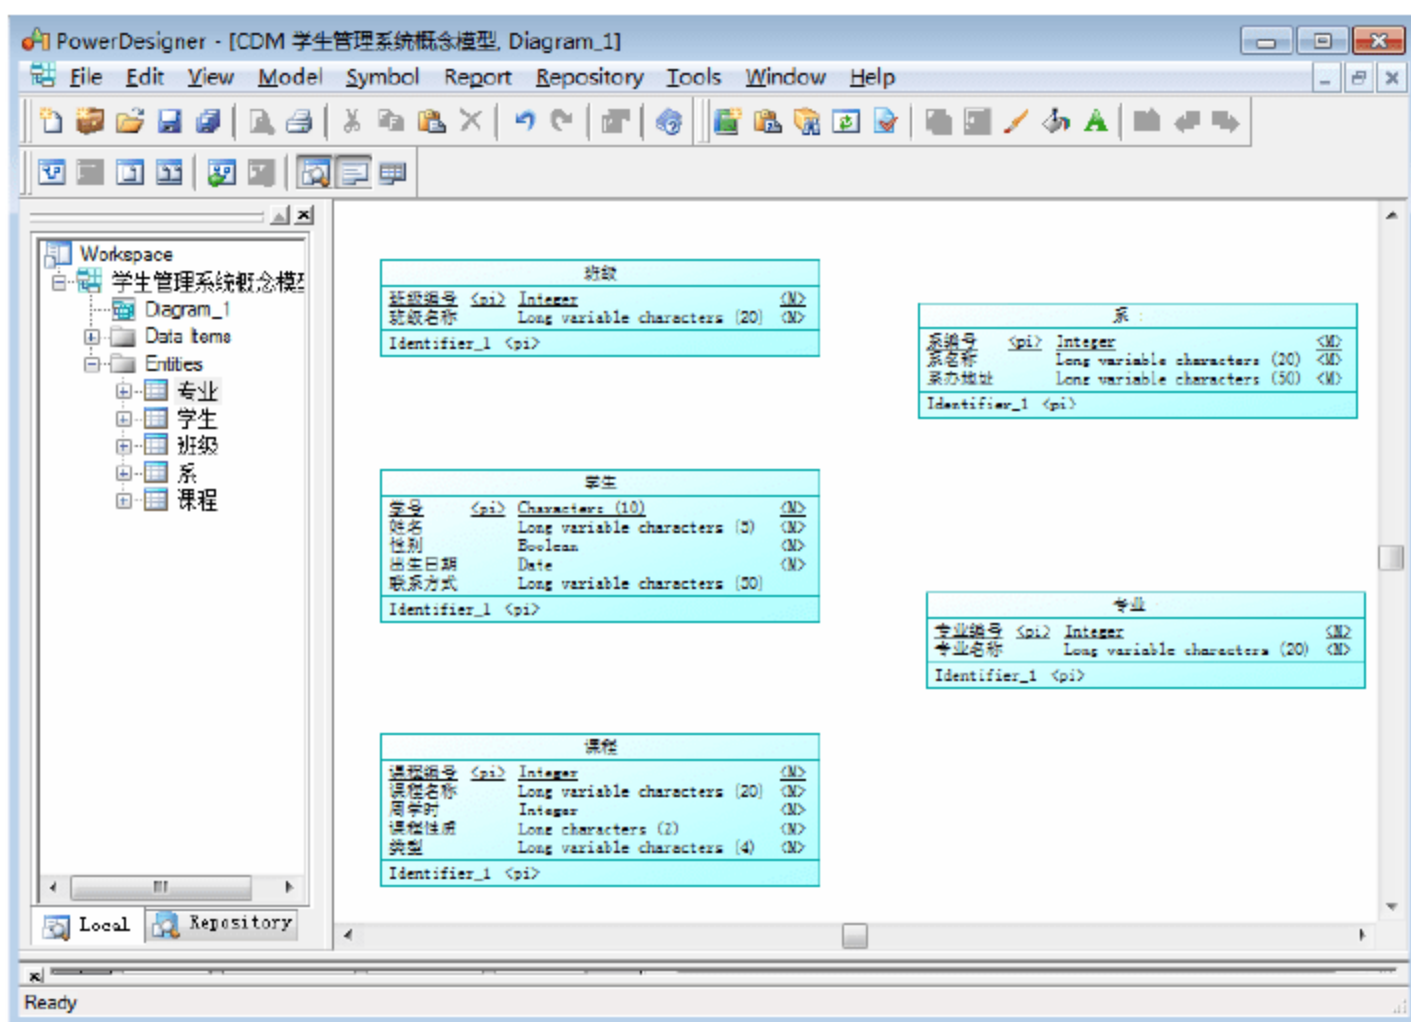 PowerDesigner - [CDM 学生管理系统概念模型, Diagram_1]
File Edit View Model Symbol Report Repository Tools Window Help
Workspace
学生管理系统概念模型
Diagram_1
Data Items
Entities
专业
学生
班级
系
课程
Local Repository
班级
班级编号 <pi> Integer <M>
班级名称 Long variable characters (20) <M>
Identifier_1 <pi>
系
系编号 <pi> Integer <M>
系名称 Long variable characters (20) <M>
系办地址 Long variable characters (50) <M>
Identifier_1 <pi>
学生
学号 <pi> Characters (10) <M>
姓名 Long variable characters (5) <M>
性别 Boolean <M>
出生日期 Date <M>
联系方式 Long variable characters (50)
Identifier_1 <pi>
专业
专业编号 <pi> Integer <M>
专业名称 Long variable characters (20) <M>
Identifier_1 <pi>
课程
课程编号 <pi> Integer <M>
课程名称 Long variable characters (20) <M>
周学时 Integer <M>
课程性质 Long characters (2) <M>
类型 Long variable characters (4) <M>
Identifier_1 <pi>
Ready